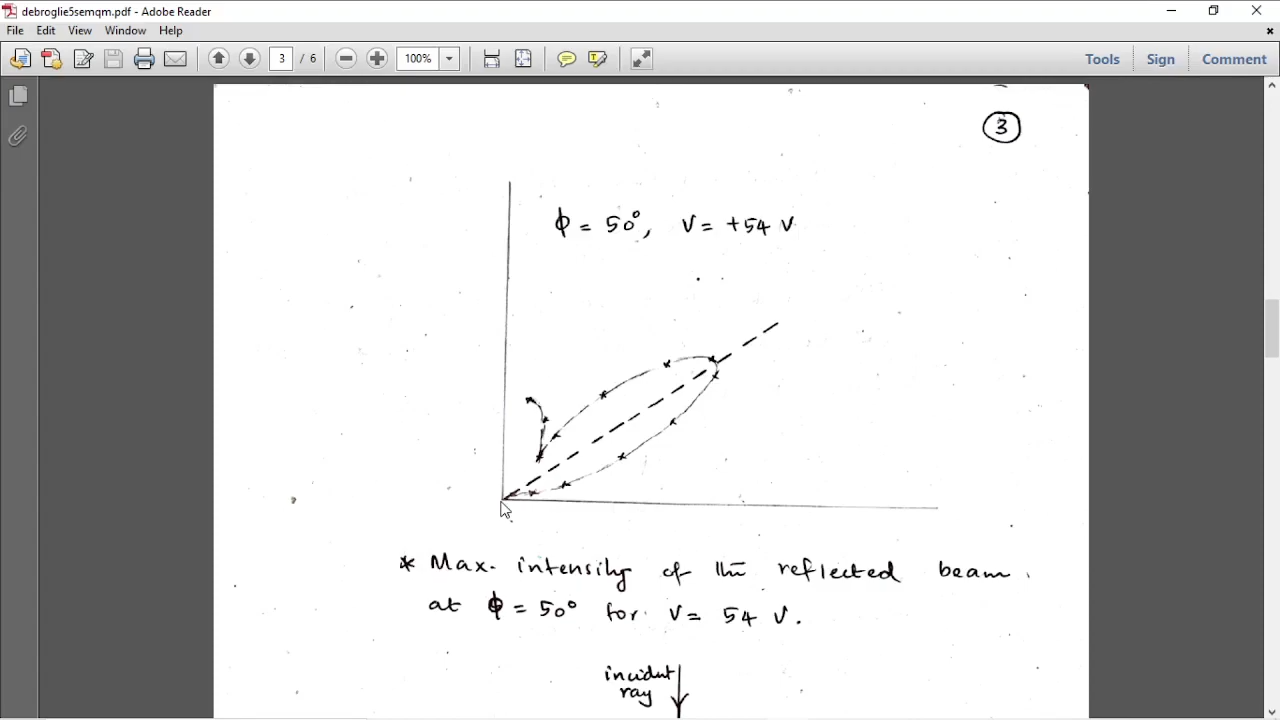 debroglie5semqm.pdf - Adobe Reader
File Edit View Window Help
3 / 6 100% Tools Sign Comment
3
ϕ = 50°, V = +54 V
* Max. intensity of the reflected beam.
at ϕ = 50° for V = 54 V.
incident
ray